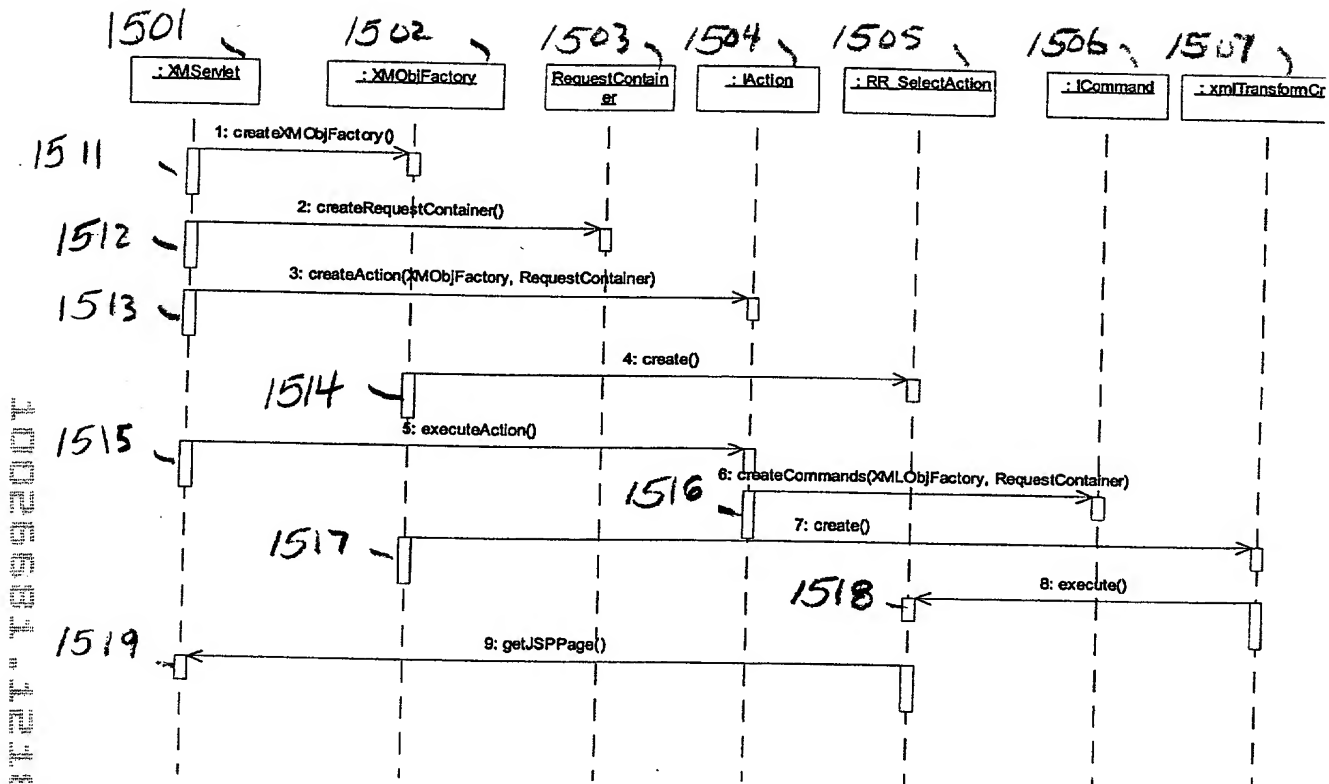 1501 1502 1503 1504 1505 1506 1507
: XMServlet : XMObjFactory RequestContain : IAction : RR_SelectAction : ICommand : xmlTransformCr
er
1: createXMObjFactory()
1511
2: createRequestContainer()
1512
3: createAction(XMObjFactory, RequestContainer)
1513
4: create()
1514
5: executeAction()
1515
6: createCommands(XMLObjFactory, RequestContainer)
1516
7: create()
1517
8: execute()
1518
9: getJSPPage()
1519